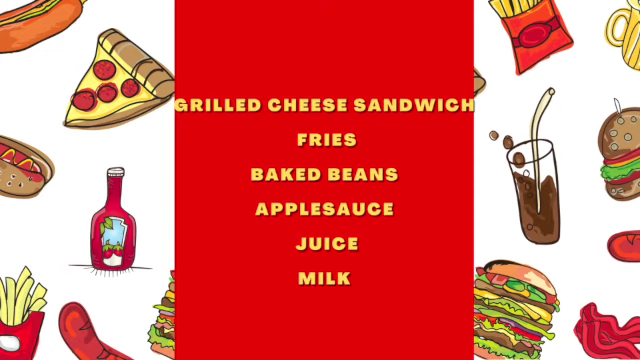 GRILLED CHEESE SANDWICH
FRIES
BAKED BEANS
APPLESAUCE
JUICE
MILK